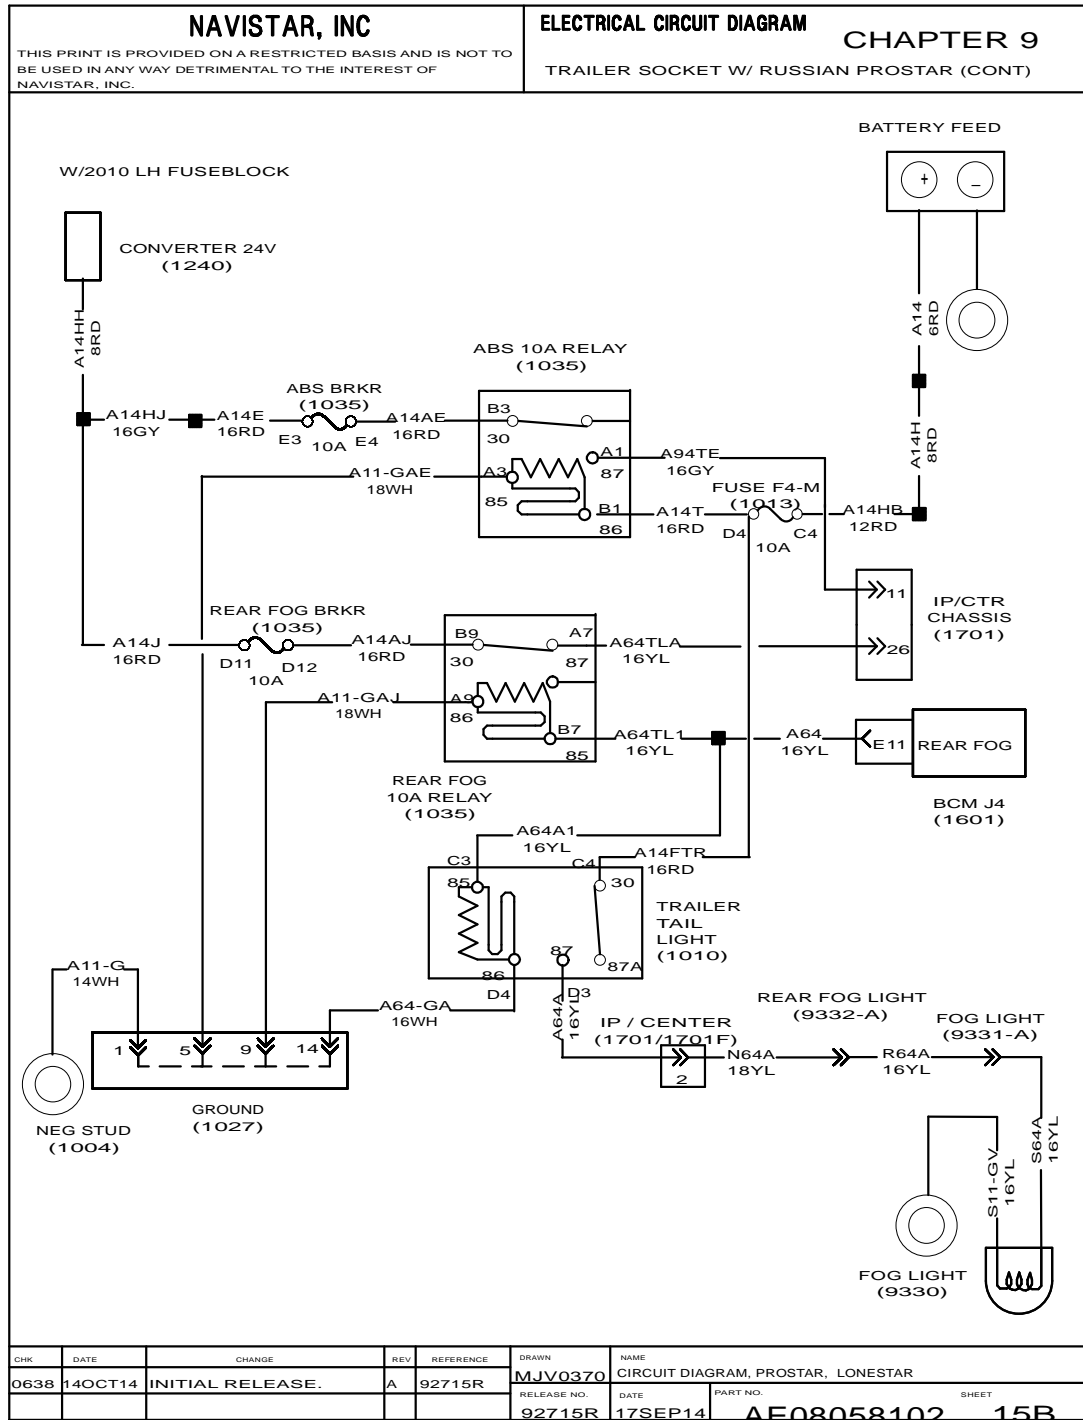 NAVISTAR, INC
THIS PRINT IS PROVIDED ON A RESTRICTED BASIS AND IS NOT TO
BE USED IN ANY WAY DETRIMENTAL TO THE INTEREST OF
NAVISTAR, INC.
ELECTRICAL CIRCUIT DIAGRAM
CHAPTER 9
TRAILER SOCKET W/ RUSSIAN PROSTAR (CONT)
BATTERY FEED
+
−
W/2010 LH FUSEBLOCK
CONVERTER 24V
(1240)
A14HH
8RD
A14
6RD
A14H
8RD
ABS 10A RELAY
(1035)
ABS BRKR
(1035)
A14HJ
16GY
A14E
16RD
E3
10A
E4
A14AE
16RD
B3
30
A1
87
A94TE
16GY
A11-GAE
18WH
A3
85
B1
86
A14T
16RD
FUSE F4-M
(1013)
D4
C4
10A
A14HB
12RD
11
26
IP/CTR
CHASSIS
(1701)
REAR FOG BRKR
(1035)
A14J
16RD
D11
D12
10A
A14AJ
16RD
B9
30
A7
87
A64TLA
16YL
A11-GAJ
18WH
A9
86
B7
85
A64TL1
16YL
A64
16YL
E11
REAR FOG
BCM J4
(1601)
REAR FOG
10A RELAY
(1035)
A64A1
16YL
C3
85
C4
30
A14FTR
16RD
TRAILER
TAIL
LIGHT
(1010)
87
87A
86
D4
D3
A64-GA
16WH
A64A
16YL
A11-G
14WH
1
5
9
14
GROUND
(1027)
NEG STUD
(1004)
IP / CENTER
(1701/1701F)
2
N64A
18YL
REAR FOG LIGHT
(9332-A)
R64A
16YL
FOG LIGHT
(9331-A)
S64A
16YL
S11-GV
16YL
FOG LIGHT
(9330)
CHK DATE CHANGE REV REFERENCE
0638 14OCT14 INITIAL RELEASE. A 92715R
DRAWN
MJV0370
NAME
CIRCUIT DIAGRAM, PROSTAR, LONESTAR
RELEASE NO.
92715R
DATE
17SEP14
PART NO.
AE08058102
SHEET
15B